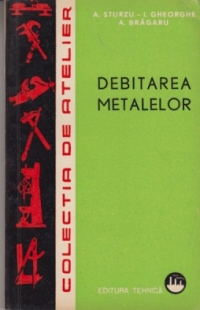 A. STURZU - I. GHEORGHE
A. BRĂGARU
DEBITAREA
METALELOR
COLECȚIA DE ATELIER
EDITURA TEHNICĂ